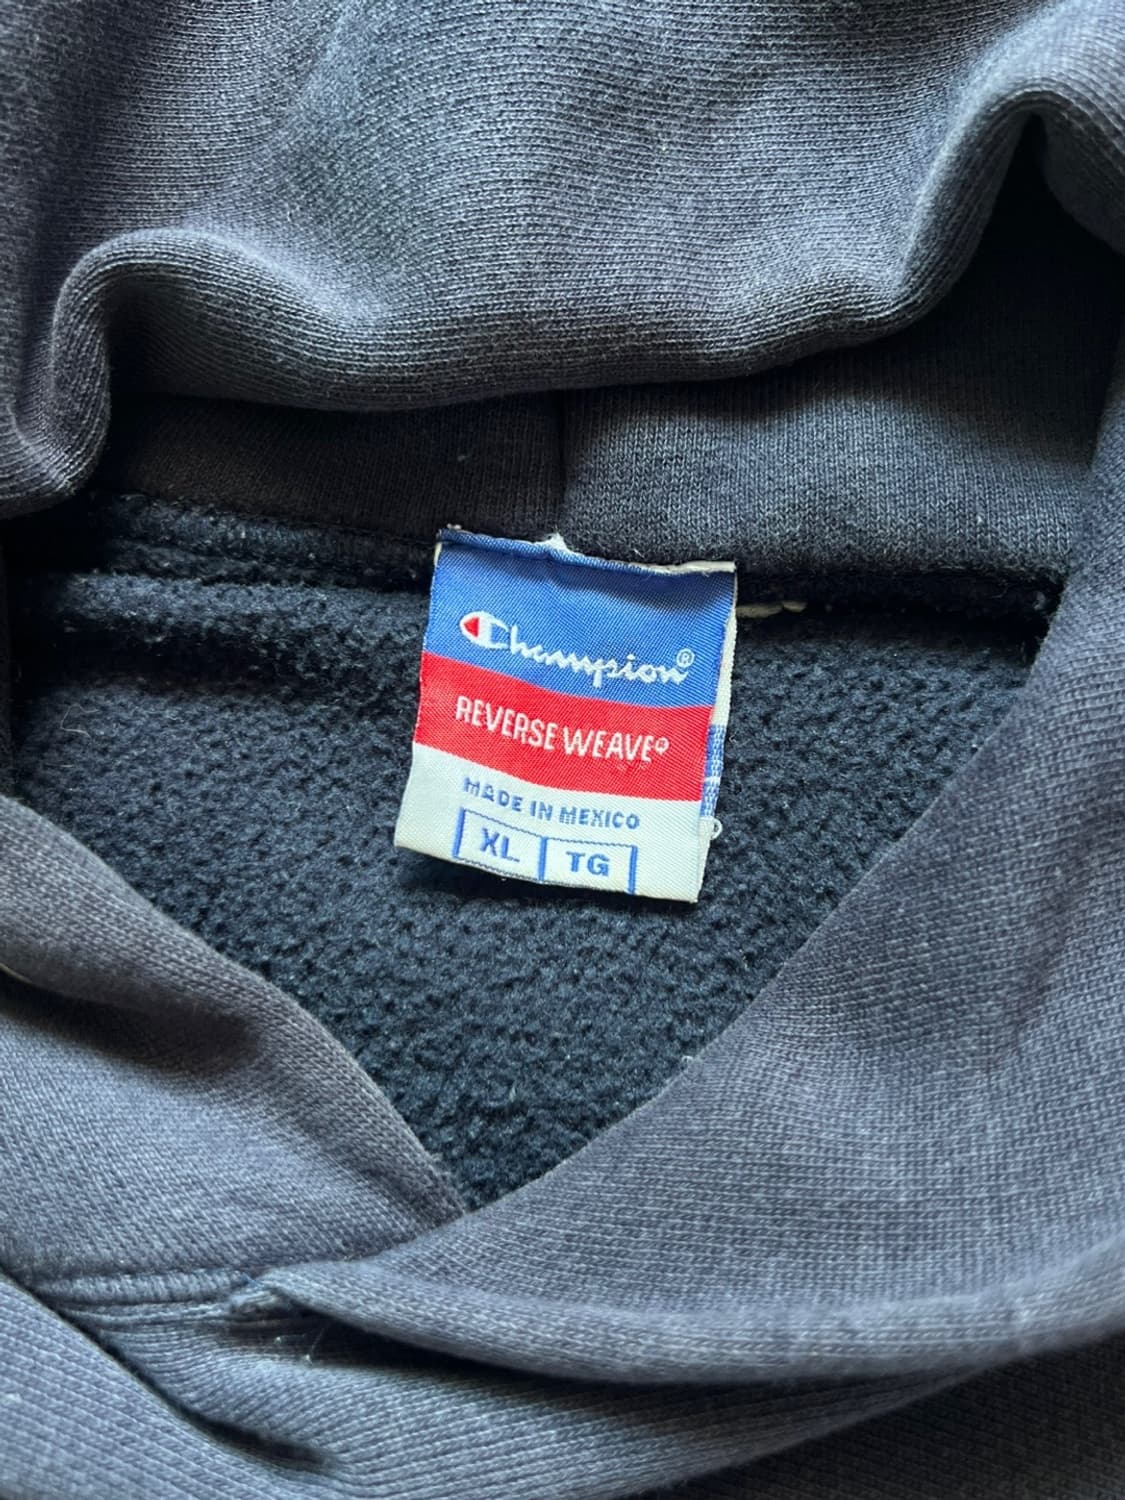 Champion®
REVERSE WEAVE®
MADE IN MEXICO
XL TG